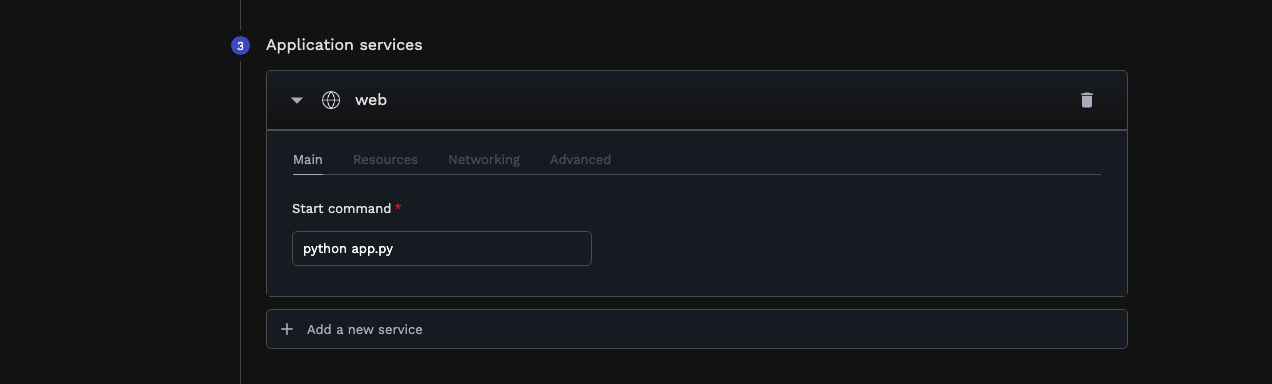 3 Application services
web
Main Resources Networking Advanced
Start command *
python app.py
+ Add a new service